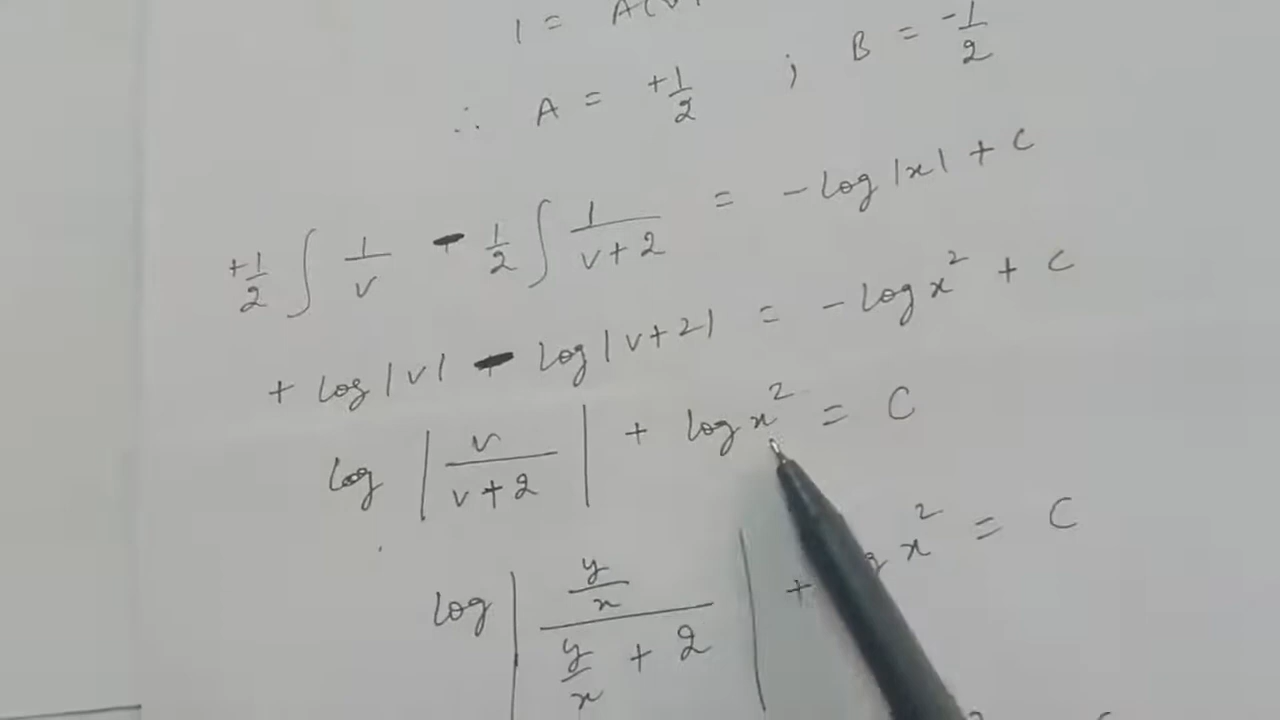 1 = A(v
∴ A = +1/2 ; B = -1/2
+1/2 ∫ 1/v - 1/2 ∫ 1/(v+2) = -log|x| + C
+ log|v| - log|v+2| = -log x² + C
log |v/(v+2)| + log x² = C
log |(y/x)/(y/x + 2)| + x² = C